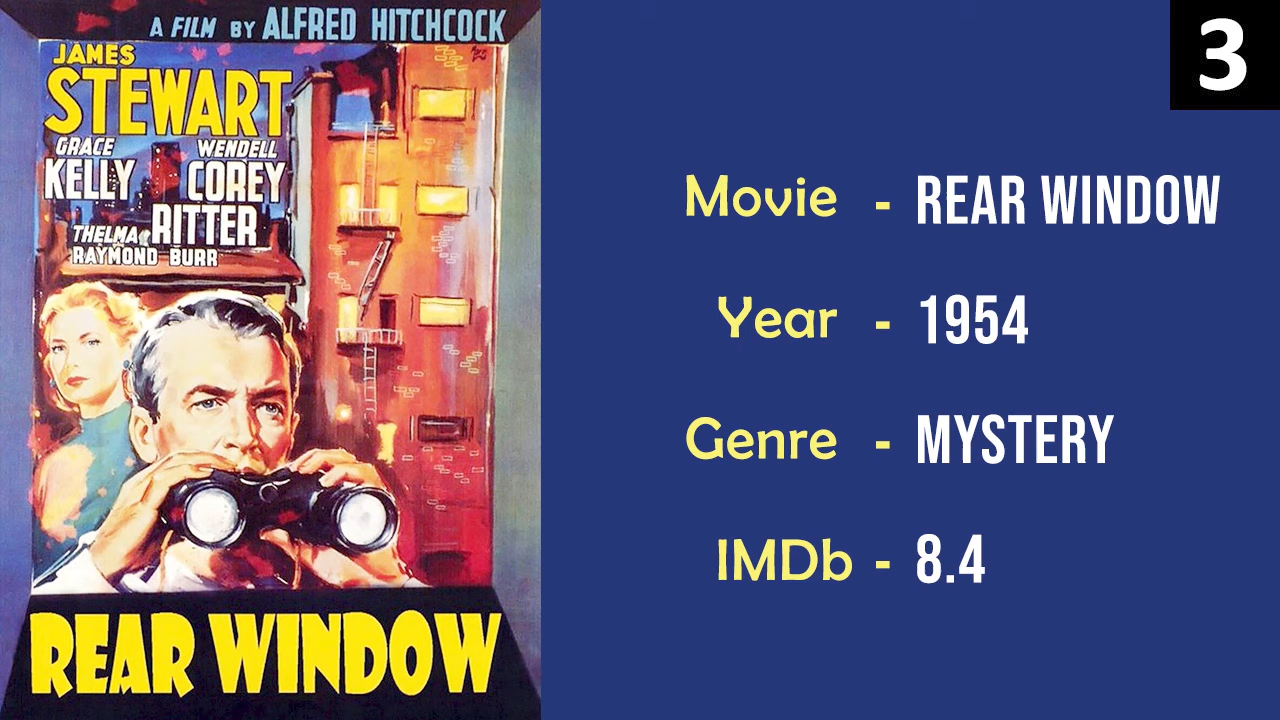 A FILM BY ALFRED HITCHCOCK
JAMES
STEWART
GRACE WENDELL
KELLY COREY
THELMA RITTER
RAYMOND BURR
REAR WINDOW
3
Movie - REAR WINDOW
Year - 1954
Genre - MYSTERY
IMDb - 8.4